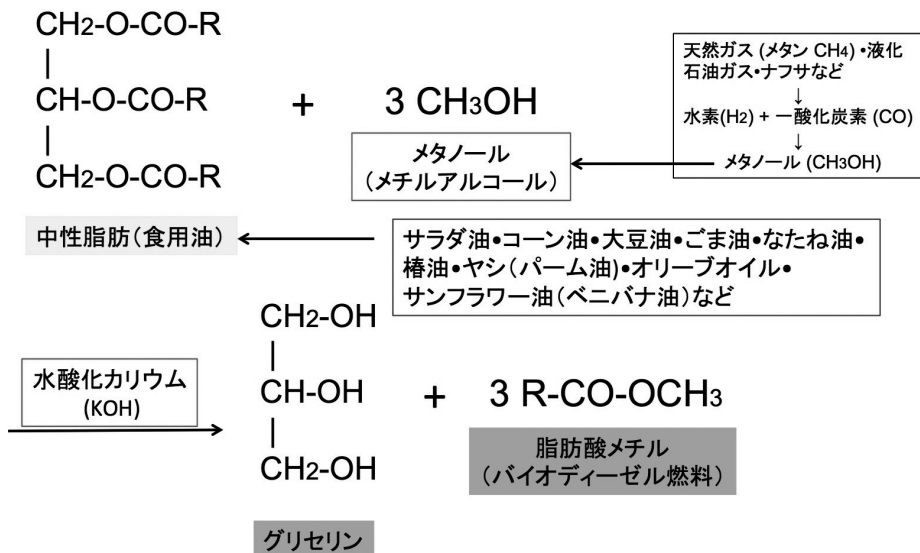 CH2-O-CO-R
|
CH-O-CO-R
|
CH2-O-CO-R
+
3 CH3OH
メタノール
(メチルアルコール)
天然ガス (メタン CH4)•液化
石油ガス•ナフサなど
↓
水素(H2) + 一酸化炭素 (CO)
↓
メタノール (CH3OH)
中性脂肪(食用油)
サラダ油•コーン油•大豆油•ごま油•なたね油•
椿油•ヤシ(パーム油)•オリーブオイル•
サンフラワー油(ベニバナ油)など
水酸化カリウム
(KOH)
CH2-OH
|
CH-OH
|
CH2-OH
グリセリン
+
3 R-CO-OCH3
脂肪酸メチル
(バイオディーゼル燃料)